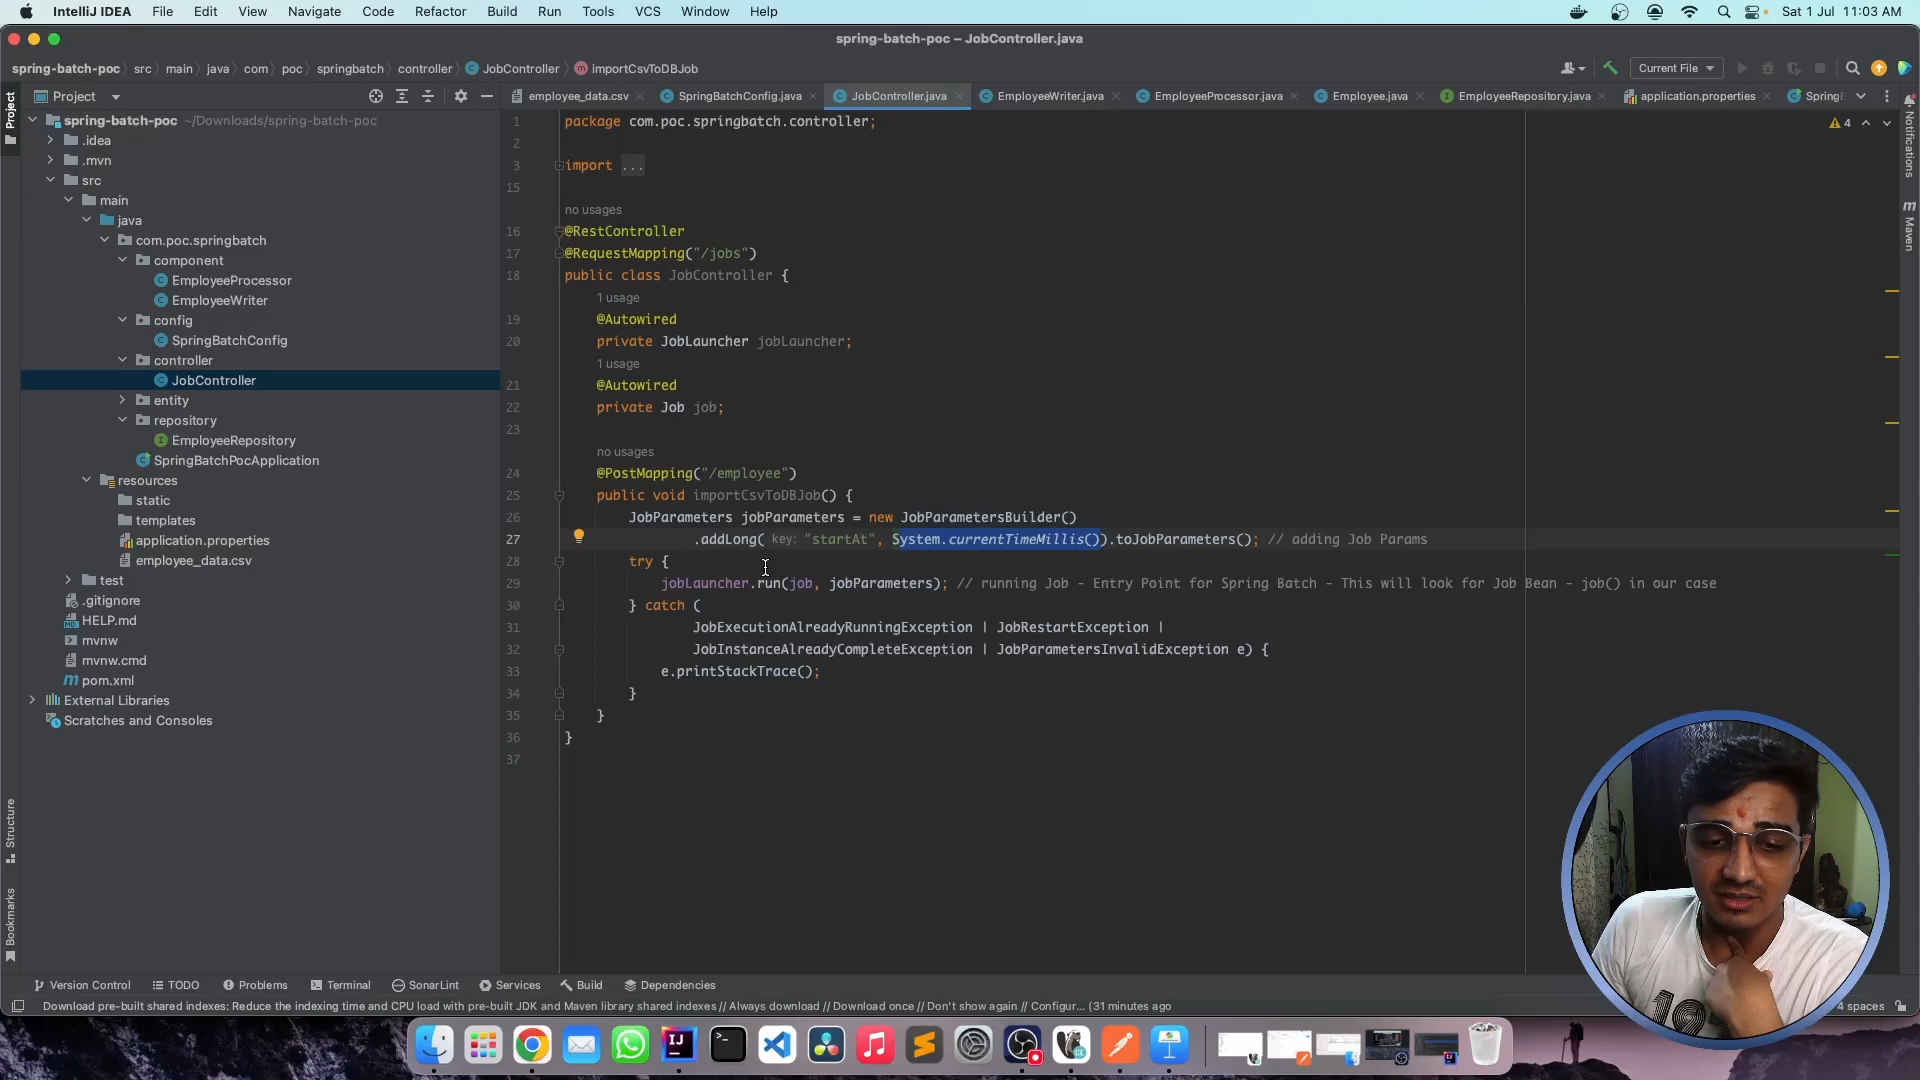 IntelliJ IDEA File Edit View Navigate Code Refactor Build Run Tools VCS Window Help Sat 1 Jul 11:03 AM
spring-batch-poc – JobController.java
spring-batch-poc src main java com poc springbatch controller JobController importCsvToDBJob Current File
Project
Project
employee_data.csv SpringBatchConfig.java JobController.java EmployeeWriter.java EmployeeProcessor.java Employee.java EmployeeRepository.java application.properties Spring
Notifications
Maven
spring-batch-poc ~/Downloads/spring-batch-poc
.idea
.mvn
src
main
java
com.poc.springbatch
component
EmployeeProcessor
EmployeeWriter
config
SpringBatchConfig
controller
JobController
entity
repository
EmployeeRepository
SpringBatchPocApplication
resources
static
templates
application.properties
employee_data.csv
test
.gitignore
HELP.md
mvnw
mvnw.cmd
pom.xml
External Libraries
Scratches and Consoles
Structure
Bookmarks
4
1 package com.poc.springbatch.controller;
2
3 import ...
15
no usages
16 @RestController
17 @RequestMapping("/jobs")
18 public class JobController {
1 usage
19 @Autowired
20 private JobLauncher jobLauncher;
1 usage
21 @Autowired
22 private Job job;
23
no usages
24 @PostMapping("/employee")
25 public void importCsvToDBJob() {
26 JobParameters jobParameters = new JobParametersBuilder()
27 .addLong( key: "startAt", System.currentTimeMillis()).toJobParameters(); // adding Job Params
28 try {
29 jobLauncher.run(job, jobParameters); // running Job - Entry Point for Spring Batch - This will look for Job Bean - job() in our case
30 } catch (
31 JobExecutionAlreadyRunningException | JobRestartException |
32 JobInstanceAlreadyCompleteException | JobParametersInvalidException e) {
33 e.printStackTrace();
34 }
35 }
36 }
37
Version Control TODO Problems Terminal SonarLint Services Build Dependencies
Download pre-built shared indexes: Reduce the indexing time and CPU load with pre-built JDK and Maven library shared indexes // Always download // Download once // Don't show again // Configur... (31 minutes ago
4 spaces